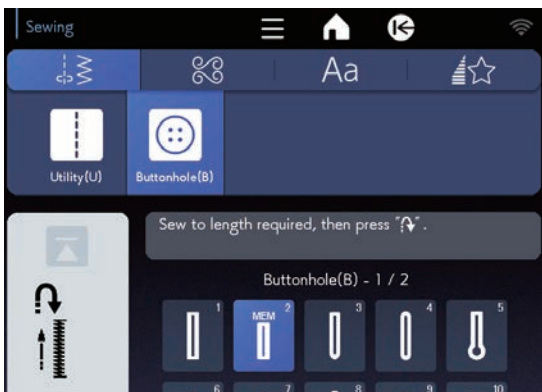 Sewing
Aa
Utility(U)
Buttonhole(B)
Sew to length required, then press "↷".
Buttonhole(B) - 1 / 2
1
MEM 2
3
4
5
6
7
8
9
10